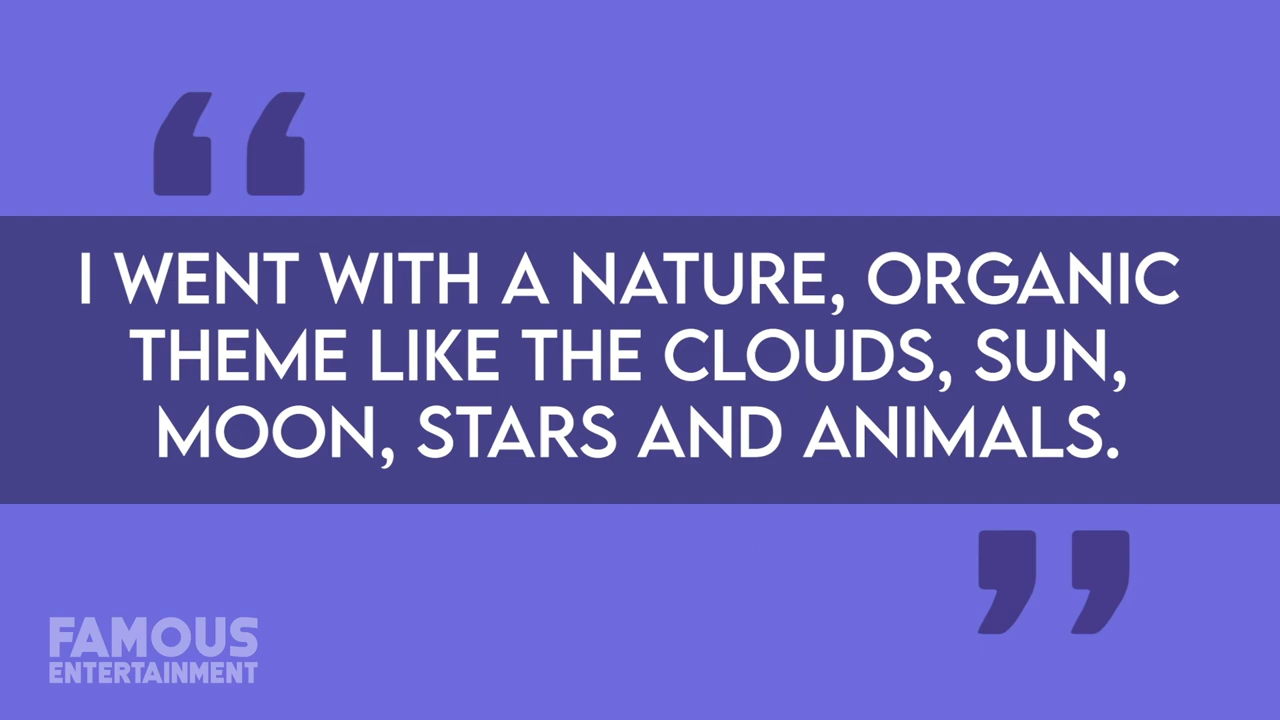 “
I WENT WITH A NATURE, ORGANIC
THEME LIKE THE CLOUDS, SUN,
MOON, STARS AND ANIMALS.
”
FAMOUS
ENTERTAINMENT